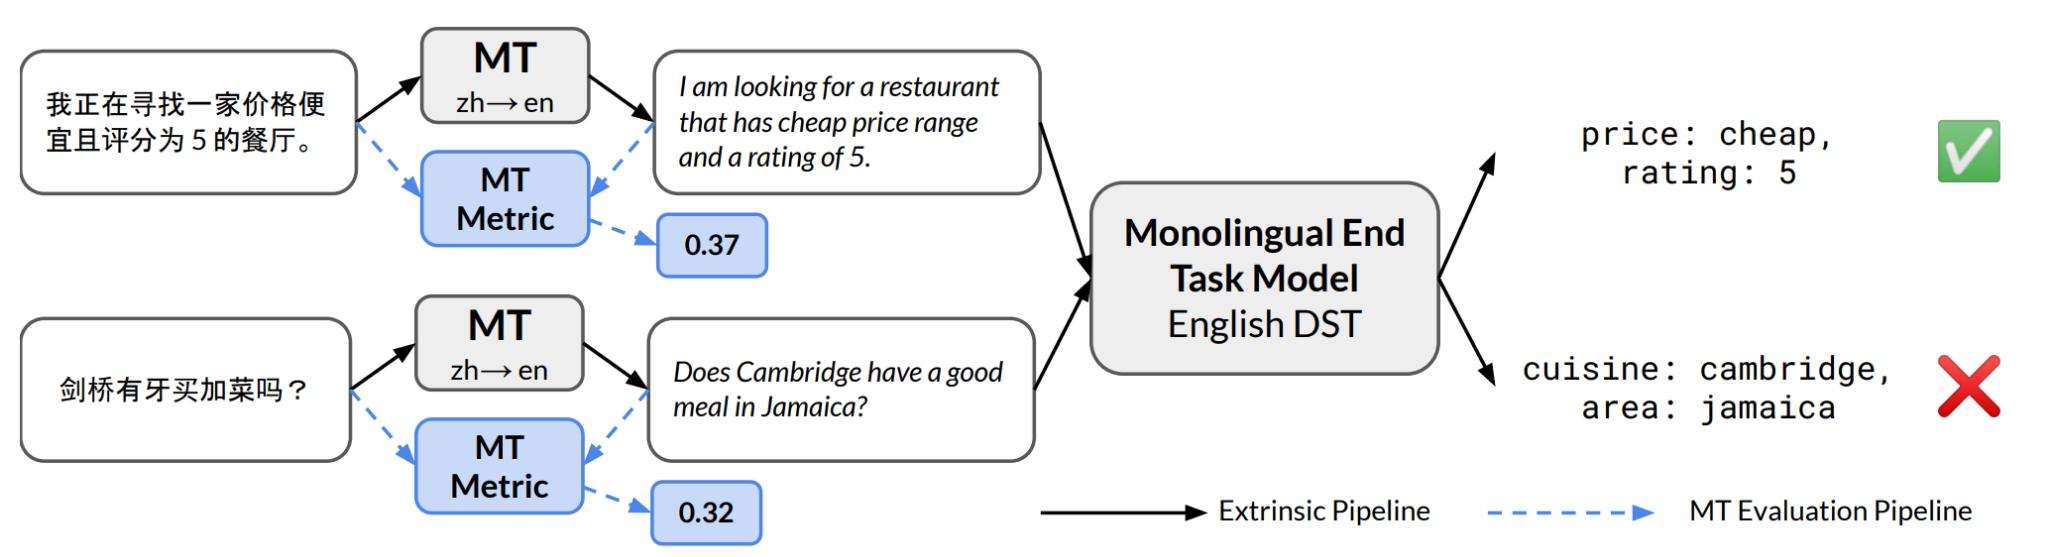 我正在寻找一家价格便
宜且评分为 5 的餐厅。
MT
zh→ en
MT
Metric
0.37
I am looking for a restaurant
that has cheap price range
and a rating of 5.
剑桥有牙买加菜吗？
MT
zh→ en
MT
Metric
0.32
Does Cambridge have a good
meal in Jamaica?
Monolingual End
Task Model
English DST
price: cheap,
rating: 5
cuisine: cambridge,
area: jamaica
Extrinsic Pipeline
MT Evaluation Pipeline